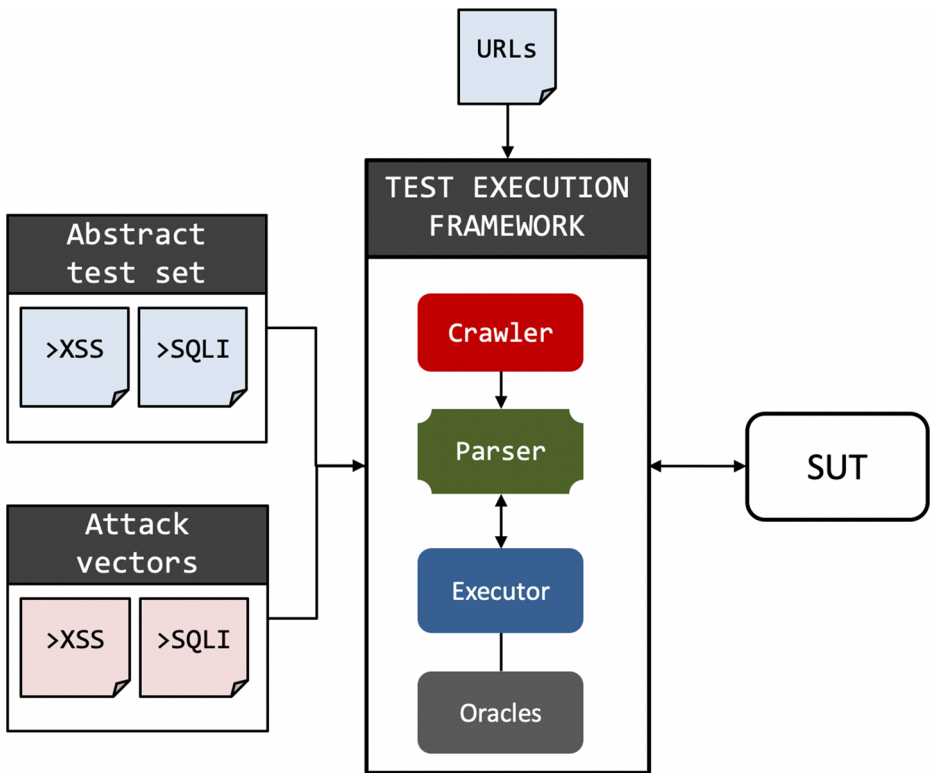 URLs
TEST EXECUTION
FRAMEWORK
Abstract
test set
>XSS
>SQLI
Crawler
Parser
SUT
Attack
vectors
>XSS
>SQLI
Executor
Oracles